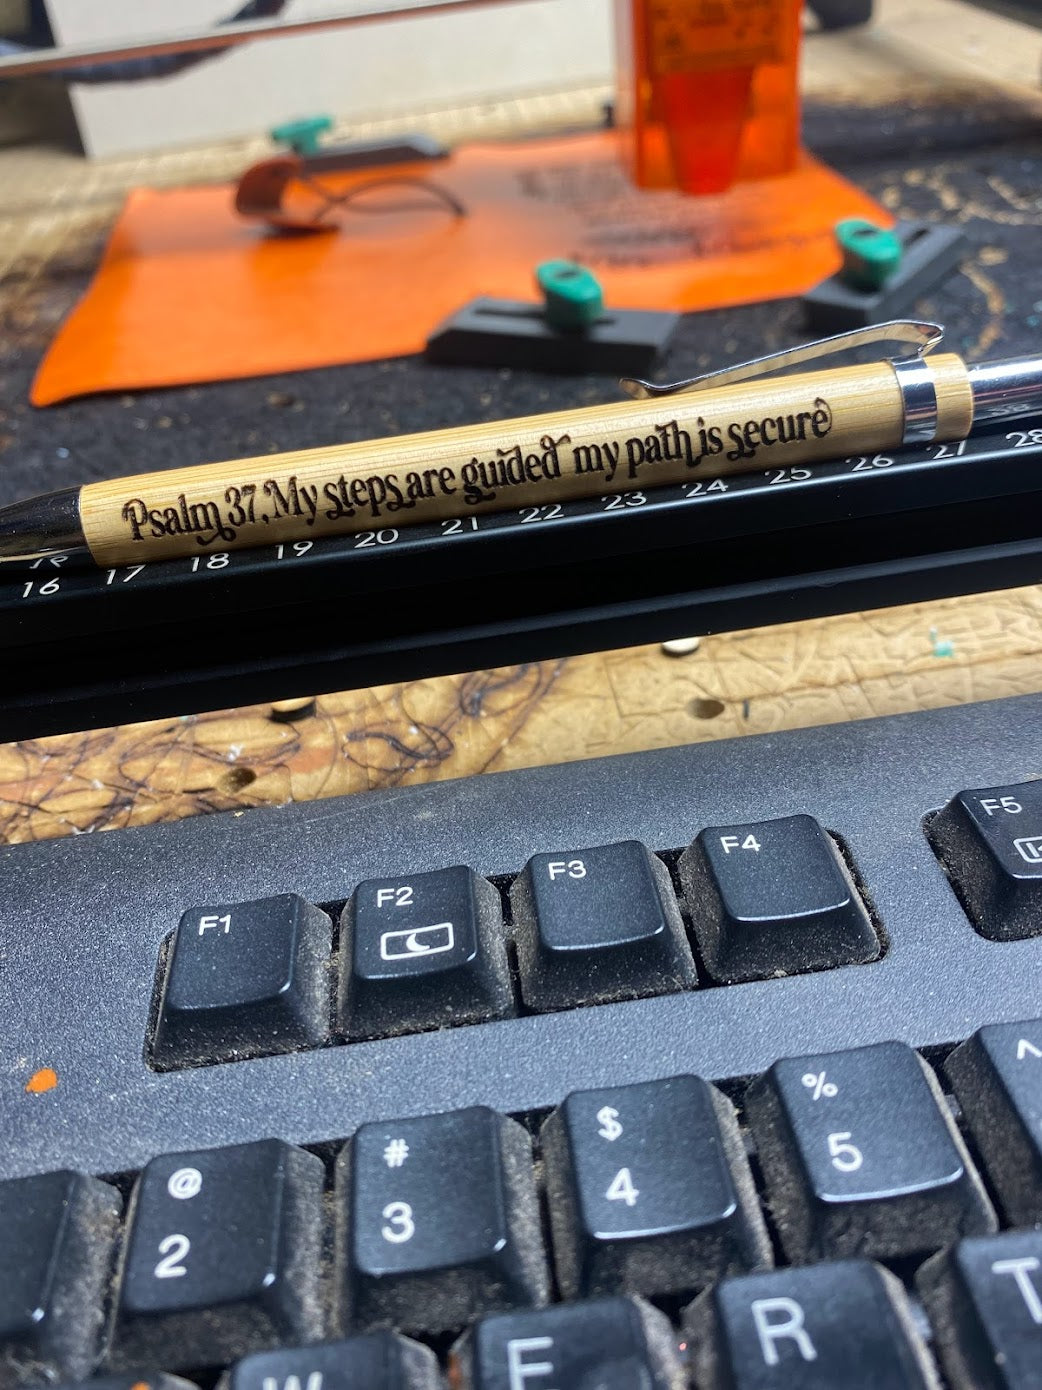 Psalm 37, My steps are guided my path is secure
16 17 18 19 20 21 22 23 24 25 26 27 28
F1 F2 F3 F4 F5
@ # $ % ^
2 3 4 5
W E R T